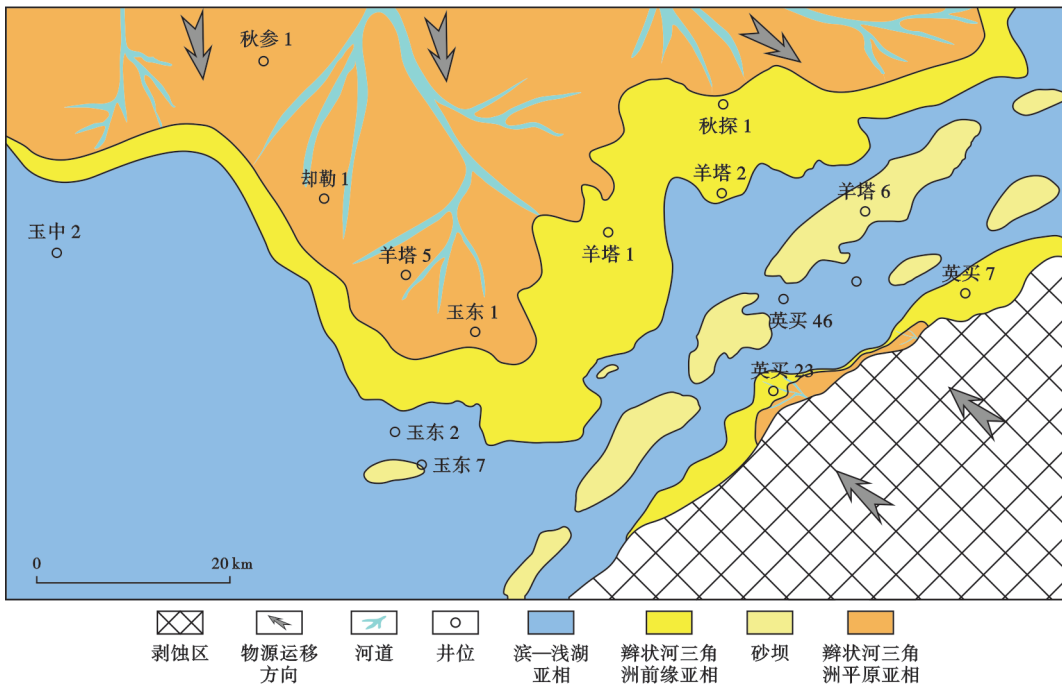 秋参 1
秋探 1
却勒 1
羊塔 2
羊塔 6
玉中 2
羊塔 1
羊塔 5
英买 7
玉东 1
英买 46
英买 23
玉东 2
玉东 7
0 20 km
剥蚀区
物源运移
方向
河道
井位
滨—浅湖
亚相
辫状河三角
洲前缘亚相
砂坝
辫状河三角
洲平原亚相